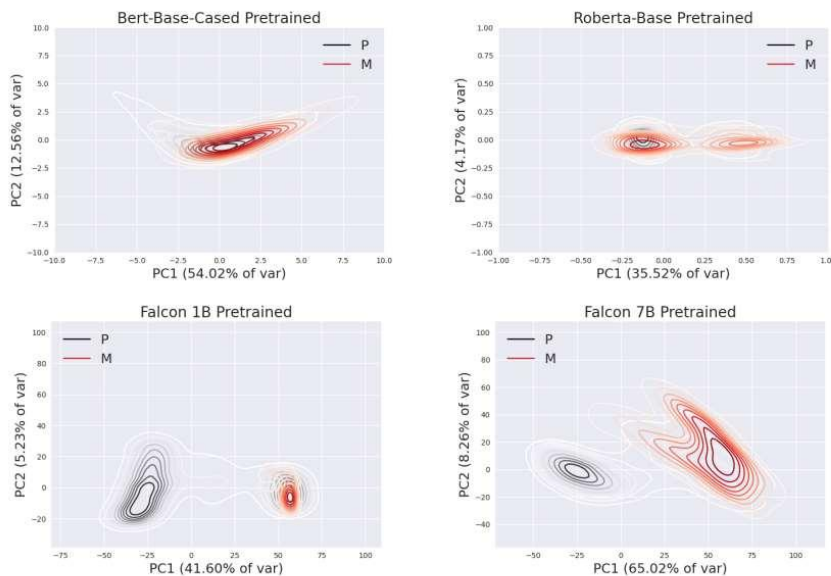 Bert-Base-Cased Pretrained
10.0
7.5
5.0
2.5
0.0
−2.5
−5.0
−7.5
−10.0
PC2 (12.56% of var)
P
M
−10.0 −7.5 −5.0 −2.5 0.0 2.5 5.0 7.5 10.0
PC1 (54.02% of var)
Roberta-Base Pretrained
1.00
0.75
0.50
0.25
0.00
−0.25
−0.50
−0.75
−1.00
PC2 (4.17% of var)
P
M
−1.00 −0.75 −0.50 −0.25 0.00 0.25 0.50 0.75 1.00
PC1 (35.52% of var)
Falcon 1B Pretrained
100
80
60
40
20
0
−20
PC2 (5.23% of var)
P
M
−75 −50 −25 0 25 50 75 100
PC1 (41.60% of var)
Falcon 7B Pretrained
100
80
60
40
20
0
−20
−40
PC2 (8.26% of var)
P
M
−50 0 50 100
PC1 (65.02% of var)